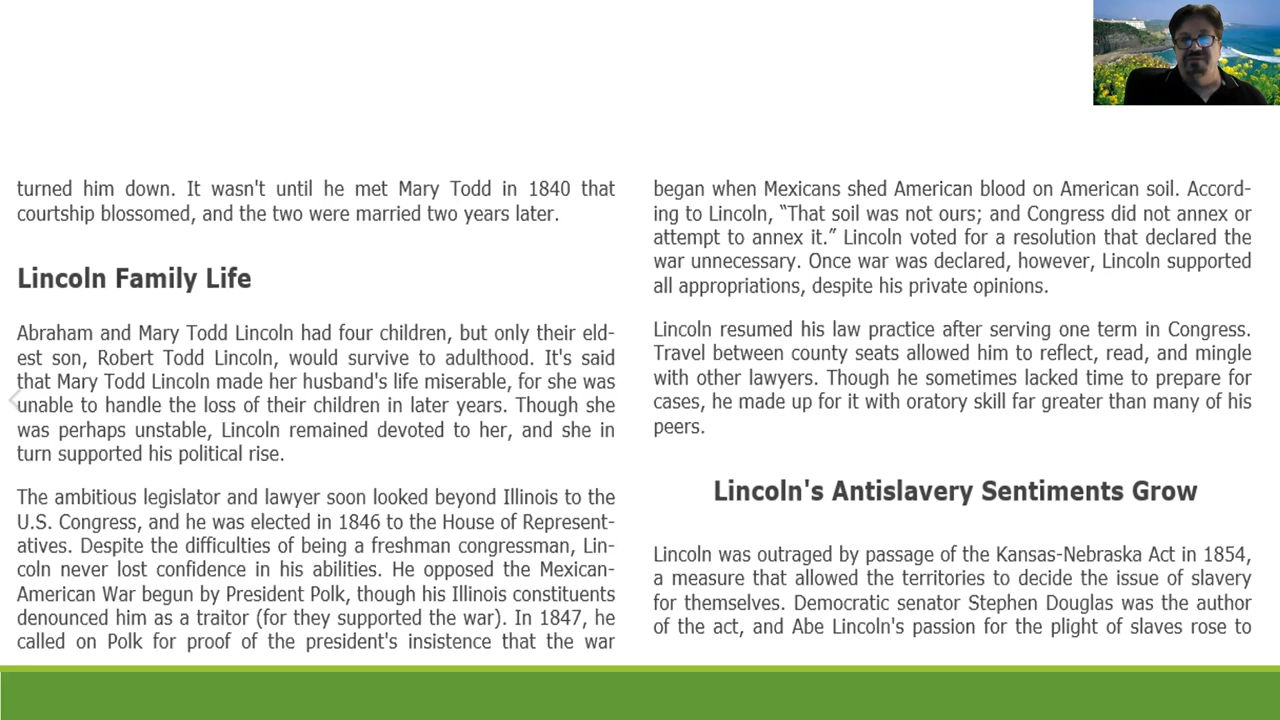 turned him down. It wasn't until he met Mary Todd in 1840 that
courtship blossomed, and the two were married two years later.
Lincoln Family Life
Abraham and Mary Todd Lincoln had four children, but only their eld-
est son, Robert Todd Lincoln, would survive to adulthood. It's said
that Mary Todd Lincoln made her husband's life miserable, for she was
unable to handle the loss of their children in later years. Though she
was perhaps unstable, Lincoln remained devoted to her, and she in
turn supported his political rise.
The ambitious legislator and lawyer soon looked beyond Illinois to the
U.S. Congress, and he was elected in 1846 to the House of Represent-
atives. Despite the difficulties of being a freshman congressman, Lin-
coln never lost confidence in his abilities. He opposed the Mexican-
American War begun by President Polk, though his Illinois constituents
denounced him as a traitor (for they supported the war). In 1847, he
called on Polk for proof of the president's insistence that the war
began when Mexicans shed American blood on American soil. Accord-
ing to Lincoln, “That soil was not ours; and Congress did not annex or
attempt to annex it.” Lincoln voted for a resolution that declared the
war unnecessary. Once war was declared, however, Lincoln supported
all appropriations, despite his private opinions.
Lincoln resumed his law practice after serving one term in Congress.
Travel between county seats allowed him to reflect, read, and mingle
with other lawyers. Though he sometimes lacked time to prepare for
cases, he made up for it with oratory skill far greater than many of his
peers.
Lincoln's Antislavery Sentiments Grow
Lincoln was outraged by passage of the Kansas-Nebraska Act in 1854,
a measure that allowed the territories to decide the issue of slavery
for themselves. Democratic senator Stephen Douglas was the author
of the act, and Abe Lincoln's passion for the plight of slaves rose to